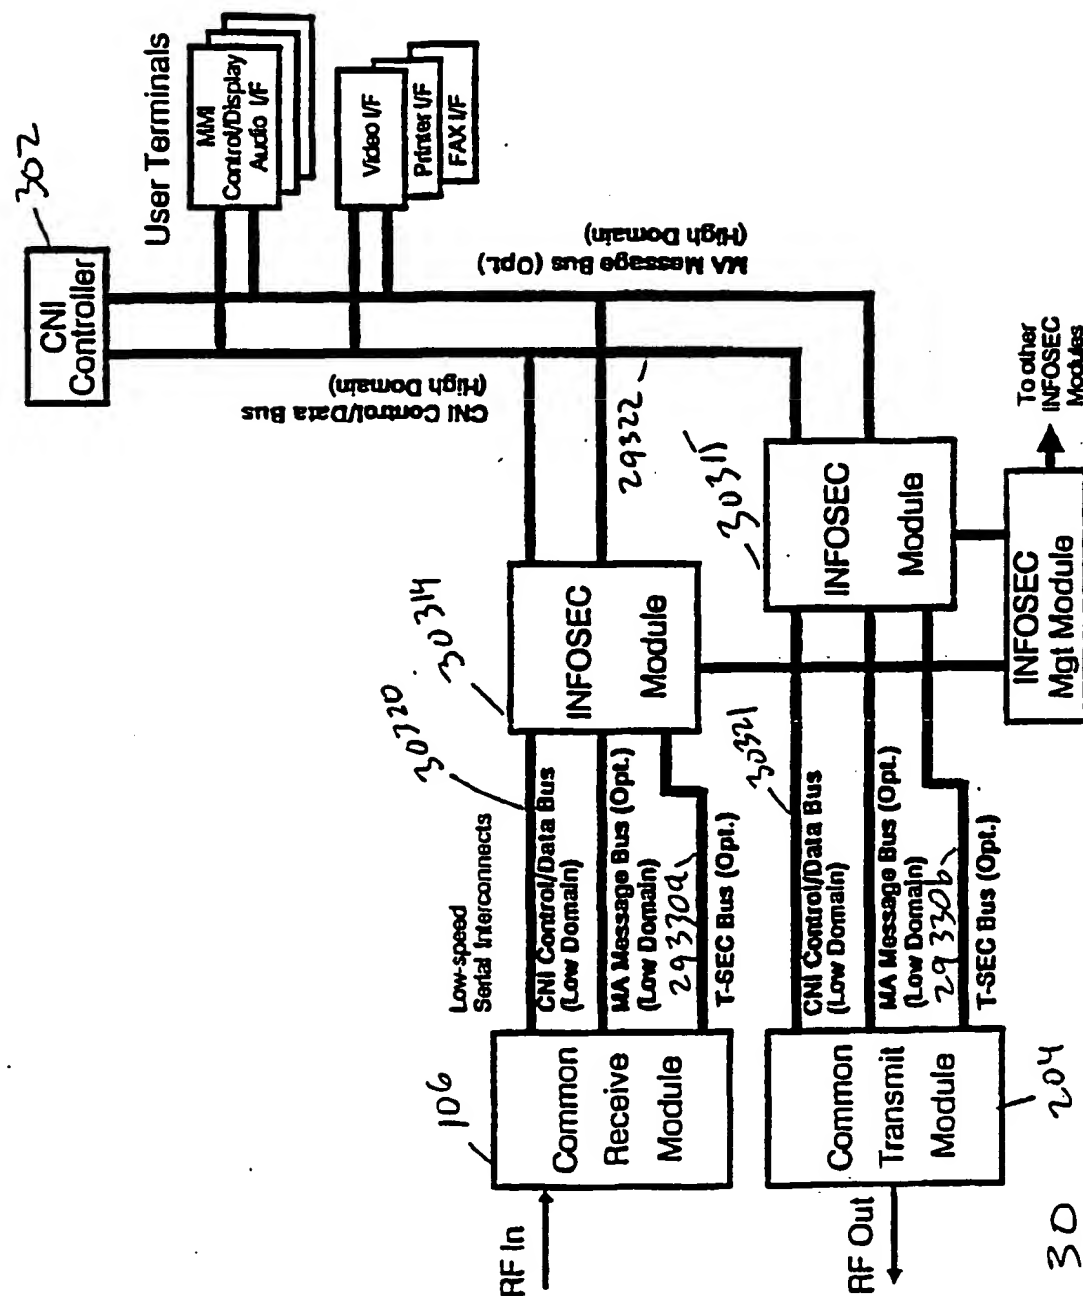 302
CNI
Controller
User Terminals
MMI
Control/Display
Audio I/F
Video I/F
Printer I/F
FAX I/F
CNI Control/Data Bus
(High Domain)
MA Message Bus (Opt.)
(High Domain)
29322
30314
INFOSEC
Module
30315
INFOSEC
Module
INFOSEC
Mgt Module
To other
INFOSEC
Modules
Low-speed
Serial Interconnects
30320
CNI Control/Data Bus
(Low Domain)
MA Message Bus (Opt.)
(Low Domain)
29330a
T-SEC Bus (Opt.)
30321
CNI Control/Data Bus
(Low Domain)
MA Message Bus (Opt.)
(Low Domain)
29330b
T-SEC Bus (Opt.)
106
Common
Receive
Module
RF In
Common
Transmit
Module
204
RF Out
30